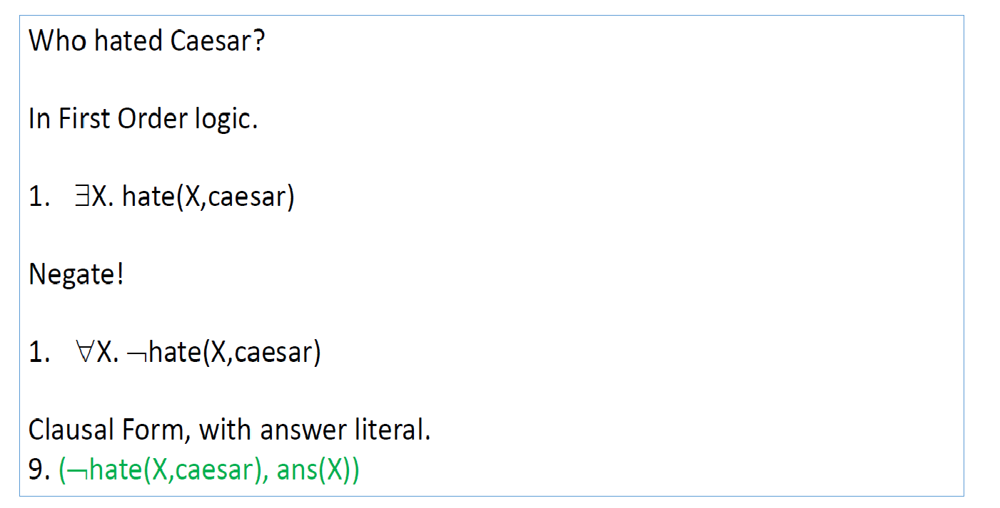 Who hated Caesar?
In First Order logic.
1. ∃X. hate(X,caesar)
Negate!
1. ∀X. ¬hate(X,caesar)
Clausal Form, with answer literal.
9. (¬hate(X,caesar), ans(X))